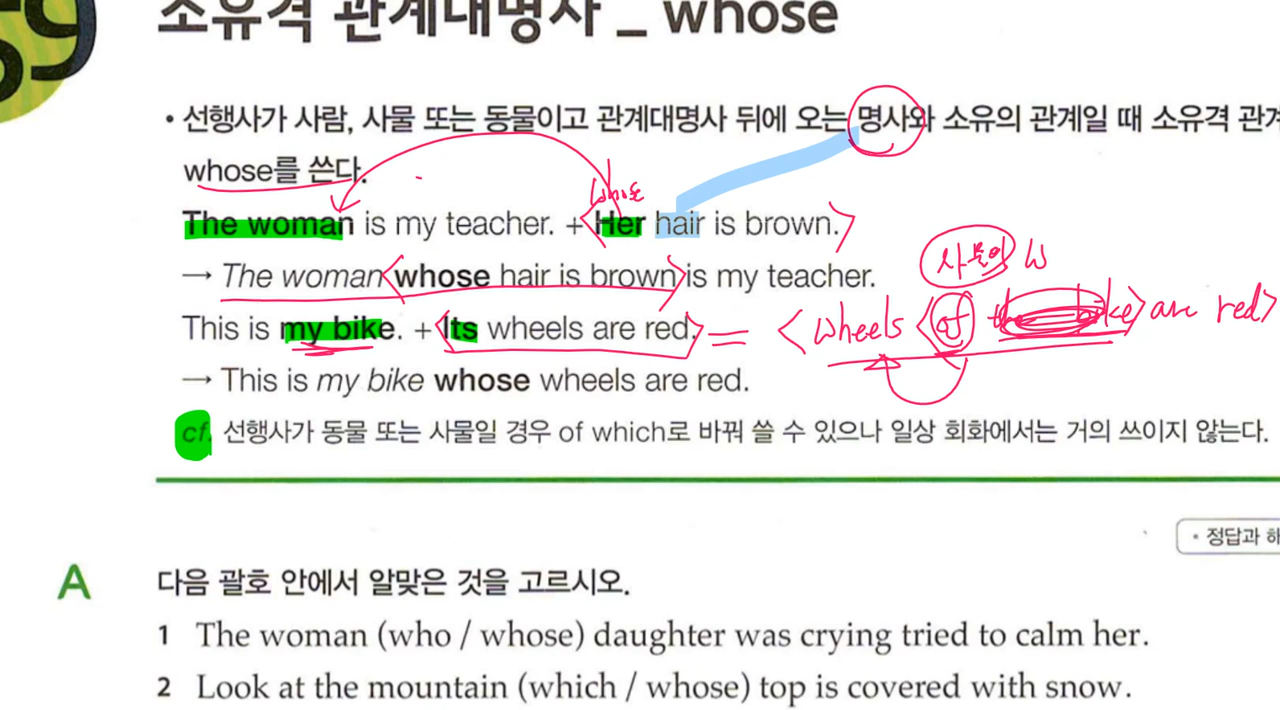 59
소유격 관계대명사 _ whose
• 선행사가 사람, 사물 또는 동물이고 관계대명사 뒤에 오는 명사와 소유의 관계일 때 소유격 관계
whose를 쓴다.
whose
The woman is my teacher. + <Her hair is brown.>
사물의 w
→ The woman <whose hair is brown> is my teacher.
This is my bike. + <Its wheels are red.> = <wheels <of the bike> are red>
→ This is my bike whose wheels are red.
cf. 선행사가 동물 또는 사물일 경우 of which로 바꿔 쓸 수 있으나 일상 회화에서는 거의 쓰이지 않는다.
• 정답과 해
A 다음 괄호 안에서 알맞은 것을 고르시오.
1 The woman (who / whose) daughter was crying tried to calm her.
2 Look at the mountain (which / whose) top is covered with snow.